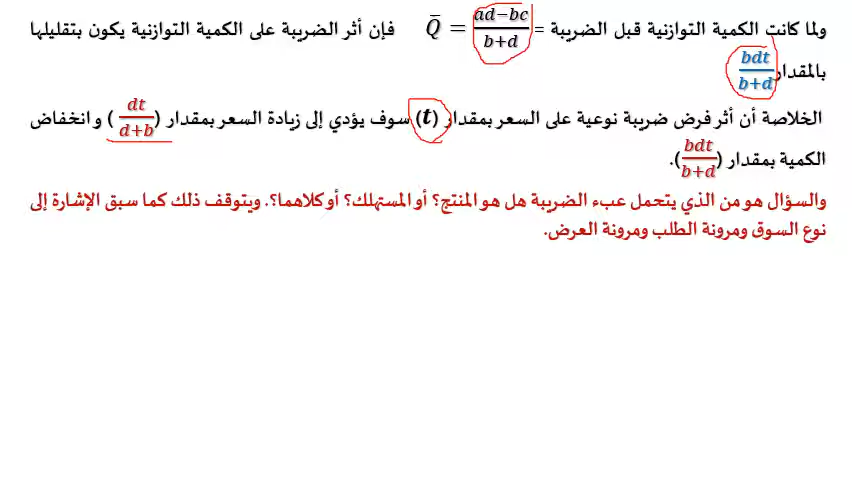 ولما كانت الكمية التوازنية قبل الضريبة = Q̄ = (ad−bc)/(b+d) فإن أثر الضريبة على الكمية التوازنية يكون بتقليلها
بالمقدار bdt/(b+d)
الخلاصة أن أثر فرض ضريبة نوعية على السعر بمقدار (t) سوف يؤدي إلى زيادة السعر بمقدار (dt/(d+b)) وانخفاض
الكمية بمقدار (bdt/(b+d)).
والسؤال هو من الذي يتحمل عبء الضريبة هل هو المنتج؟ أو المستهلك؟ أو كلاهما؟. ويتوقف ذلك كما سبق الإشارة إلى
نوع السوق ومرونة الطلب ومرونة العرض.